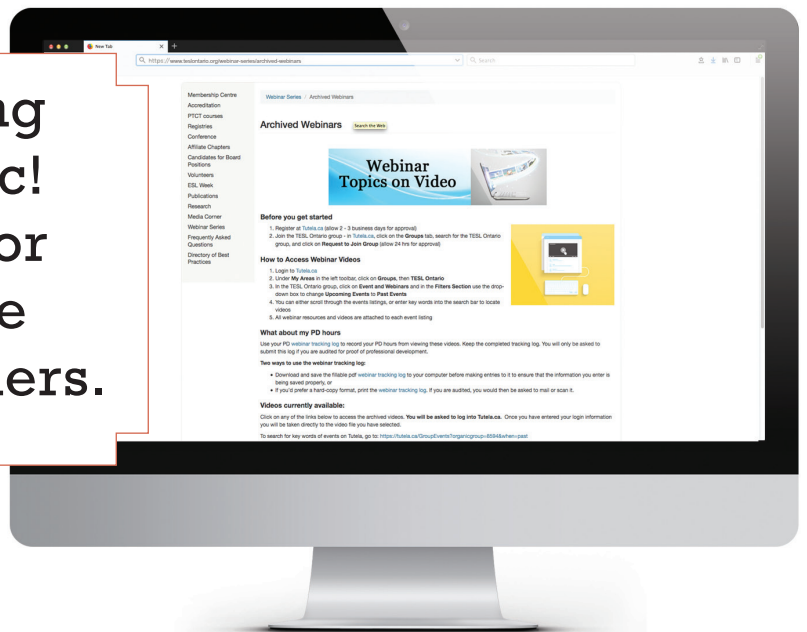 ng
c!
or
e
ers.
New Tab
https://www.teslontario.org/webinar-series/archived-webinars
Search
Membership Centre
Accreditation
PTCT courses
Registries
Conference
Affiliate Chapters
Candidates for Board
Positions
Volunteers
ESL Week
Publications
Research
Media Corner
Webinar Series
Frequently Asked
Questions
Directory of Best
Practices
Webinar Series / Archived Webinars
Archived Webinars
Search the Web
Webinar
Topics on Video
Before you get started
1. Register at Tutela.ca (allow 2 - 3 business days for approval)
2. Join the TESL Ontario group - in Tutela.ca, click on the Groups tab, search for the TESL Ontario
group, and click on Request to Join Group (allow 24 hrs for approval)
How to Access Webinar Videos
1. Login to Tutela.ca
2. Under My Areas in the left toolbar, click on Groups, then TESL Ontario
3. In the TESL Ontario group, click on Event and Webinars and in the Filters Section use the drop-
down box to change Upcoming Events to Past Events
4. You can either scroll through the events listings, or enter key words into the search bar to locate
videos
5. All webinar resources and videos are attached to each event listing
What about my PD hours
Use your PD webinar tracking log to record your PD hours from viewing these videos. Keep the completed tracking log. You will only be asked to
submit this log if you are audited for proof of professional development.
Two ways to use the webinar tracking log:
• Download and save the fillable pdf webinar tracking log to your computer before making entries to it to ensure that the information you enter is
being saved properly, or
• if you'd prefer a hard-copy format, print the webinar tracking log. If you are audited, you would then be asked to mail or scan it.
Videos currently available:
Click on any of the links below to access the archived videos. You will be asked to log into Tutela.ca. Once you have entered your login information
you will be taken directly to the video file you have selected.
To search for key words of events on Tutela, go to: https://tutela.ca/GroupEvents?organicgroup=8594&when=past